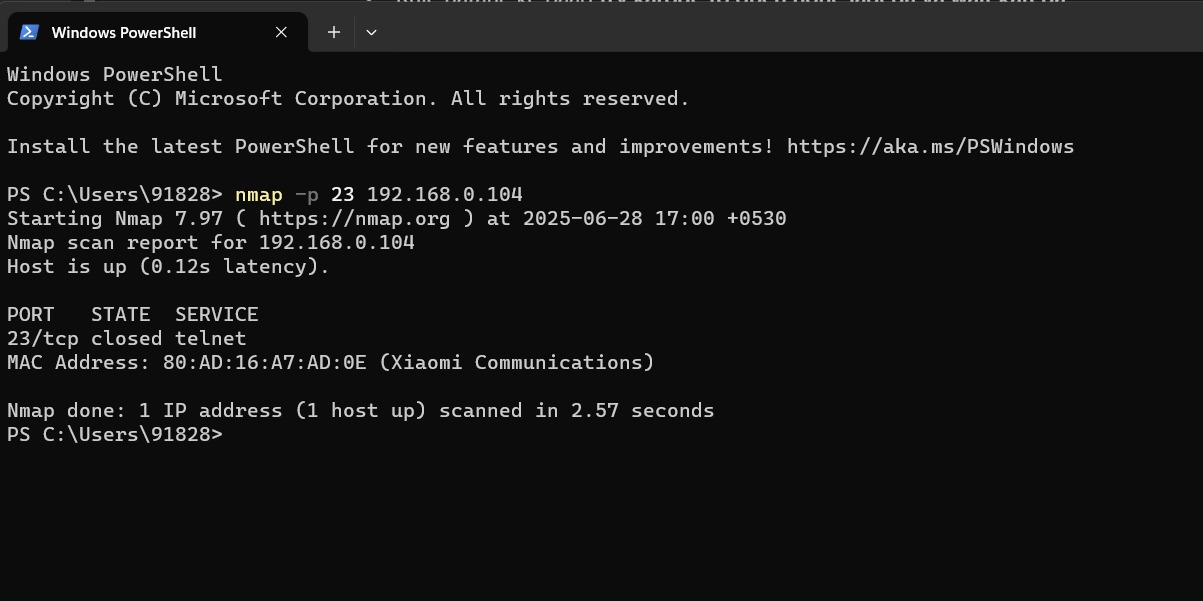 Windows PowerShell
Windows PowerShell
Copyright (C) Microsoft Corporation. All rights reserved.
Install the latest PowerShell for new features and improvements! https://aka.ms/PSWindows
PS C:\Users\91828> nmap -p 23 192.168.0.104
Starting Nmap 7.97 ( https://nmap.org ) at 2025-06-28 17:00 +0530
Nmap scan report for 192.168.0.104
Host is up (0.12s latency).
PORT   STATE  SERVICE
23/tcp closed telnet
MAC Address: 80:AD:16:A7:AD:0E (Xiaomi Communications)
Nmap done: 1 IP address (1 host up) scanned in 2.57 seconds
PS C:\Users\91828>